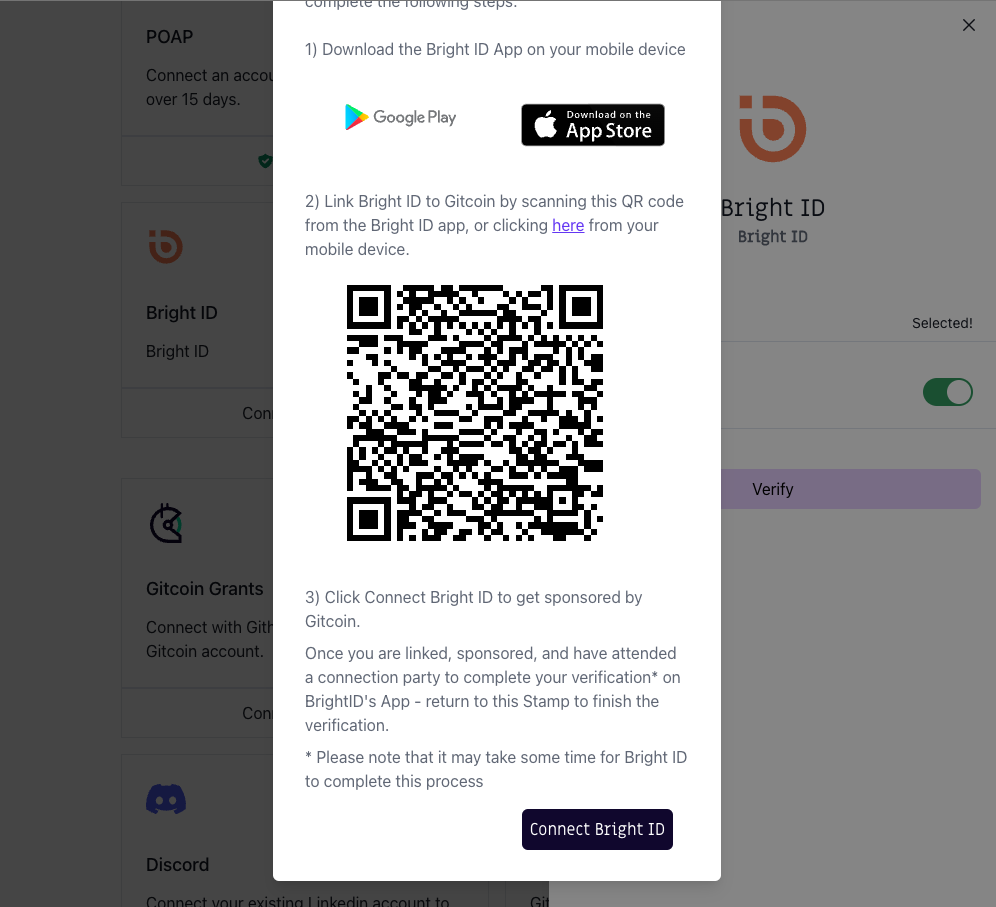 complete the following steps:
1) Download the Bright ID App on your mobile device
Google Play
Download on the
App Store
2) Link Bright ID to Gitcoin by scanning this QR code
from the Bright ID app, or clicking here from your
mobile device.
3) Click Connect Bright ID to get sponsored by
Gitcoin.
Once you are linked, sponsored, and have attended
a connection party to complete your verification* on
BrightID's App - return to this Stamp to finish the
verification.
* Please note that it may take some time for Bright ID
to complete this process
Connect Bright ID
POAP
Connect an accou
over 15 days.
Bright ID
Bright ID
Conn
Gitcoin Grants
Connect with Gith
Gitcoin account.
Conn
Discord
Connect your existing Linkedin account to
Git
Bright ID
Bright ID
Selected!
Verify